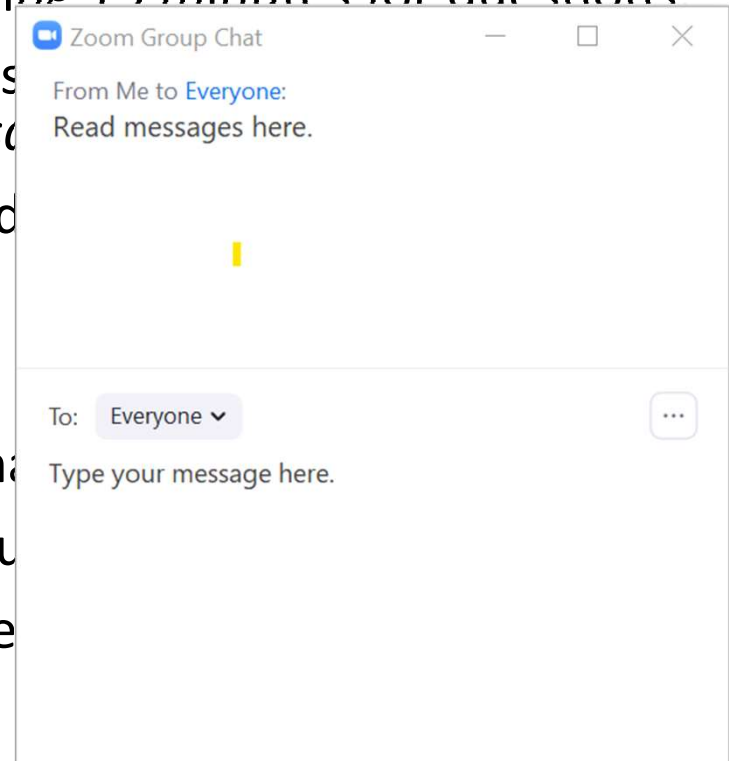 Zoom Group Chat
From Me to Everyone:
Read messages here.
To: Everyone
Type your message here.